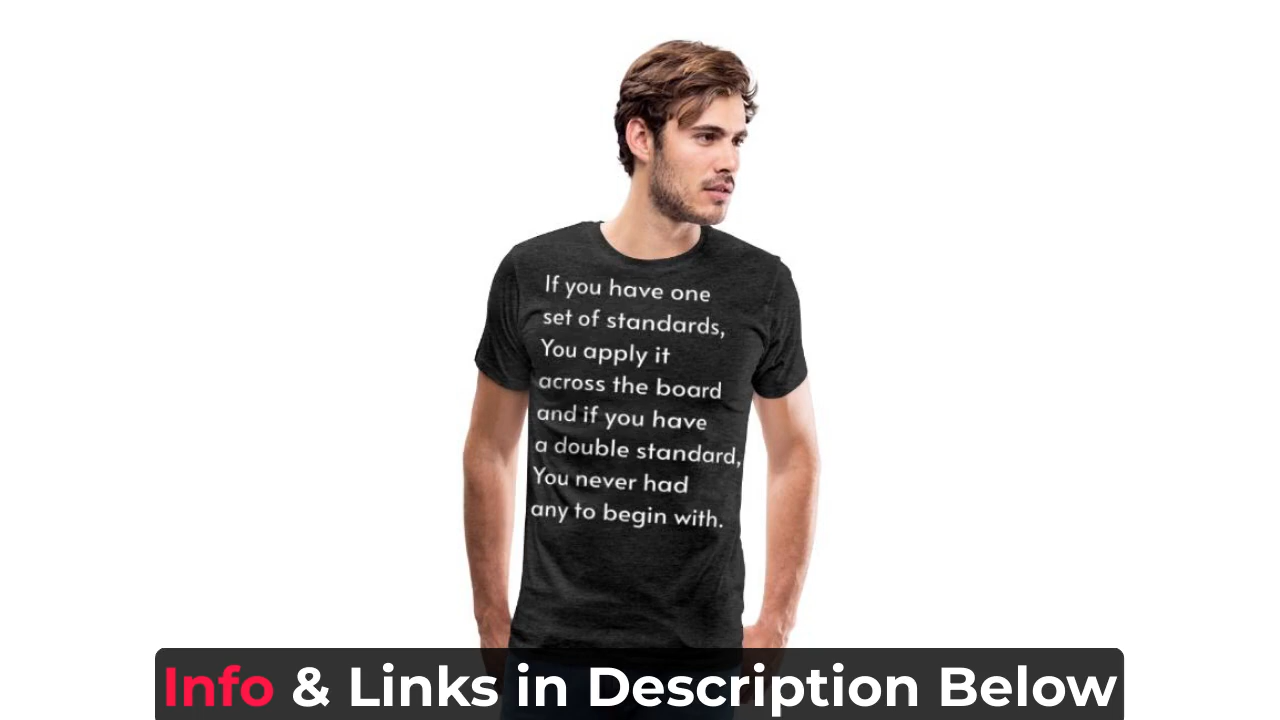 If you have one
set of standards,
You apply it
across the board
and if you have
a double standard,
You never had
any to begin with.
Info & Links in Description Below